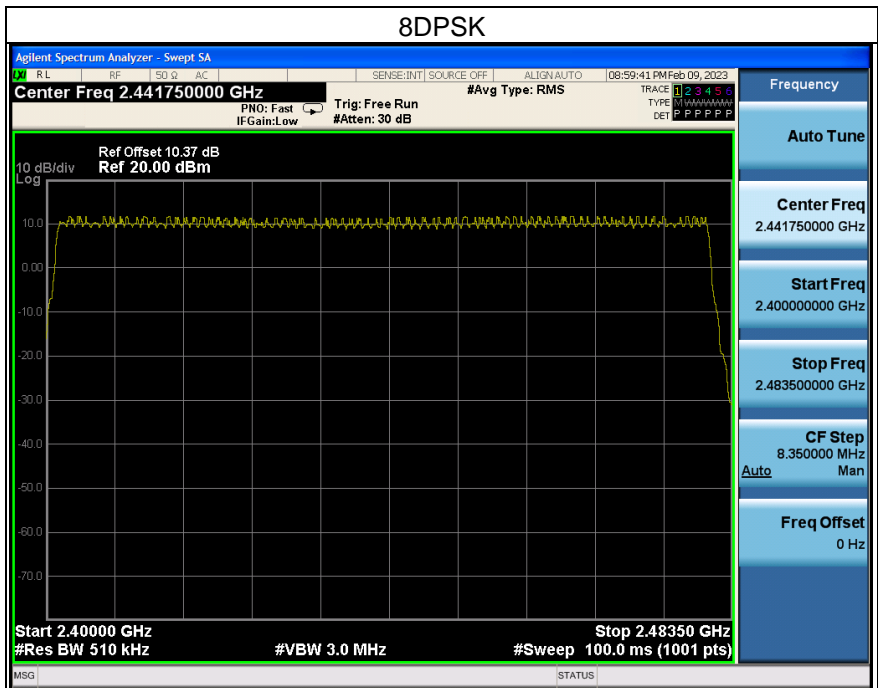 8DPSK
Agilent Spectrum Analyzer - Swept SA
LXI RL RF 50 Ω AC SENSE:INT SOURCE OFF ALIGN AUTO 08:59:41 PM Feb 09, 2023
Center Freq 2.441750000 GHz #Avg Type: RMS TRACE 1 2 3 4 5 6
PNO: Fast Trig: Free Run TYPE M WWWWW
IFGain:Low #Atten: 30 dB DET P P P P P P
Ref Offset 10.37 dB
10 dB/div Ref 20.00 dBm
Log
10.0
0.00
-10.0
-20.0
-30.0
-40.0
-50.0
-60.0
-70.0
Start 2.40000 GHz Stop 2.48350 GHz
#Res BW 510 kHz #VBW 3.0 MHz #Sweep 100.0 ms (1001 pts)
MSG STATUS
Frequency
Auto Tune
Center Freq
2.441750000 GHz
Start Freq
2.400000000 GHz
Stop Freq
2.483500000 GHz
CF Step
8.350000 MHz
Auto Man
Freq Offset
0 Hz